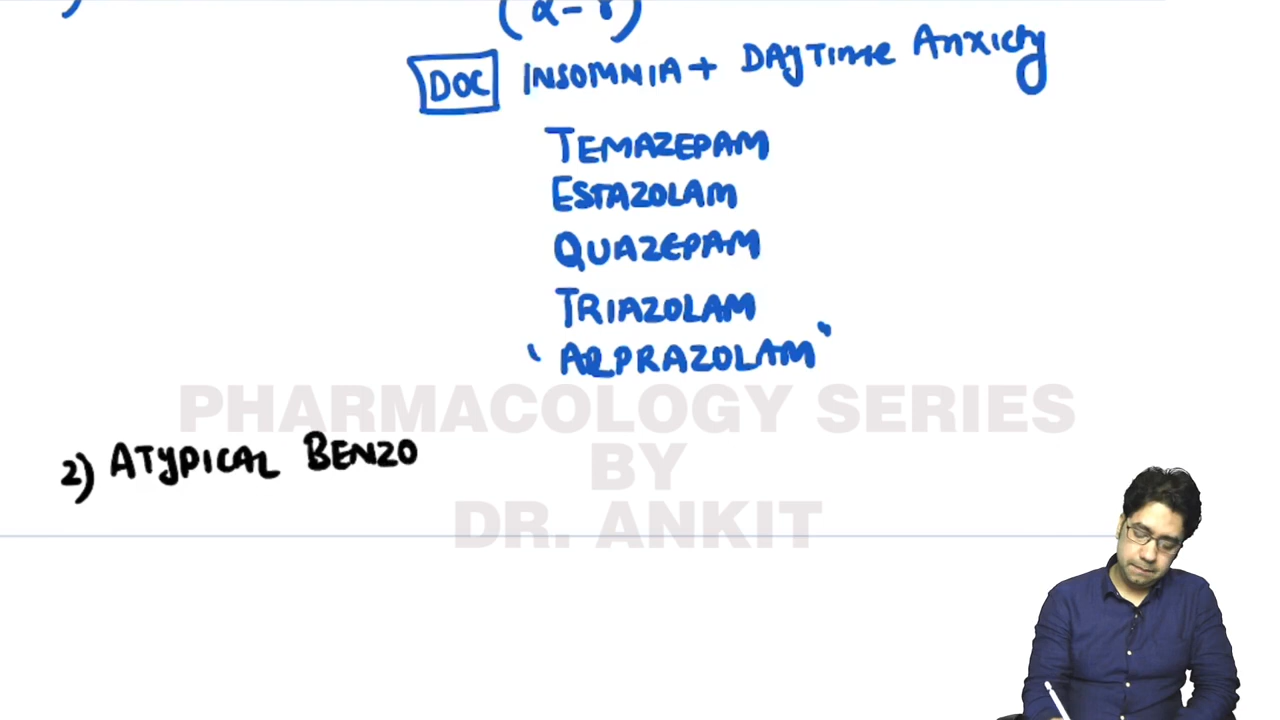 (α-γ)
DOC INSOMNIA + DAYTIME ANXIETY
TEMAZEPAM
ESTAZOLAM
QUAZEPAM
TRIAZOLAM
" ALPRAZOLAM "
PHARMACOLOGY SERIES
2) ATYPICAL BENZO
BY
DR. ANKIT